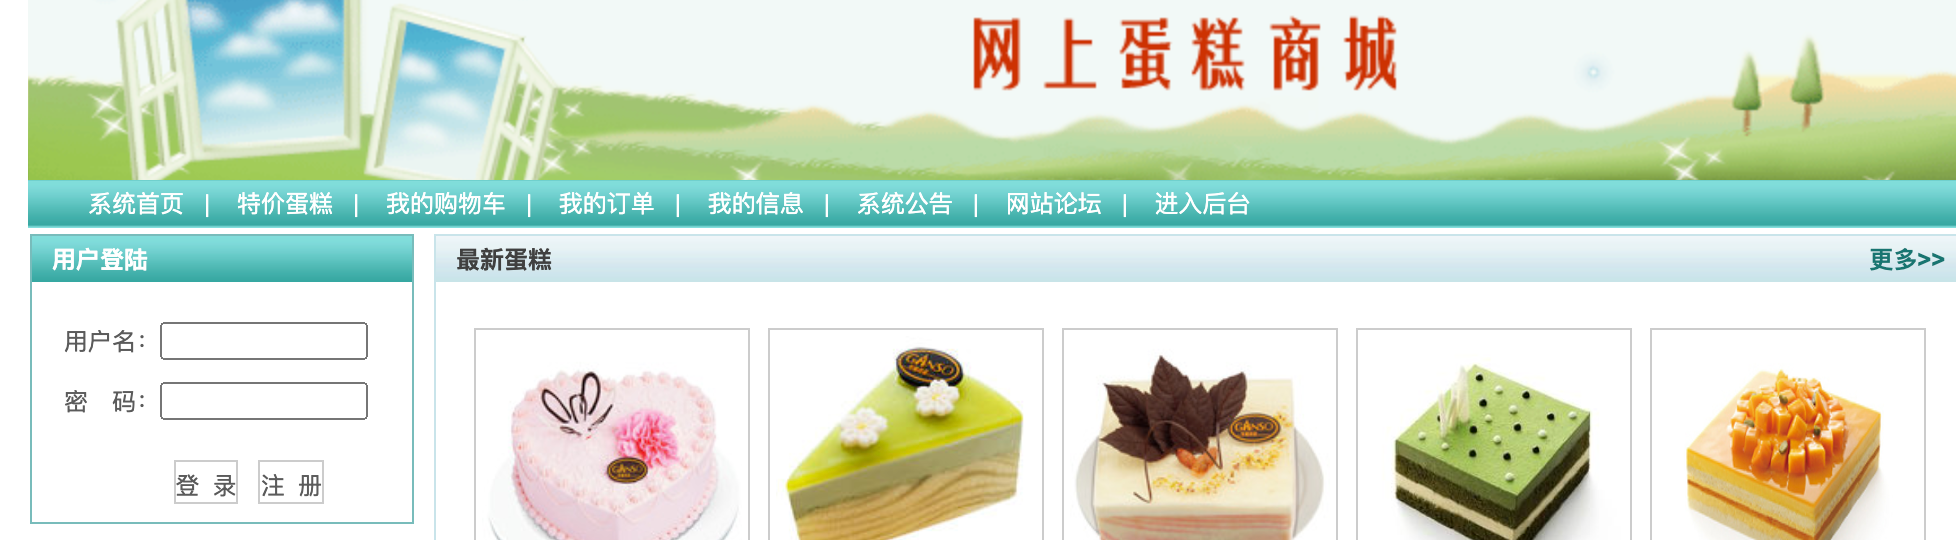 网上蛋糕商城
系统首页 | 特价蛋糕 | 我的购物车 | 我的订单 | 我的信息 | 系统公告 | 网站论坛 | 进入后台
用户登陆
用户名：
密 码：
登 录 注 册
最新蛋糕 更多>>
GANSO
GANSO
GANSO